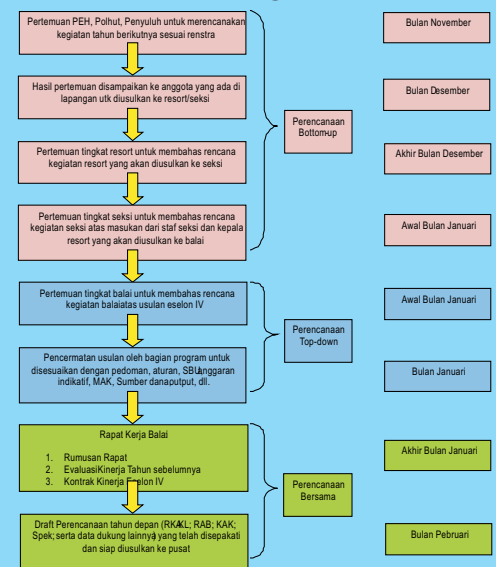 Pertemuan PEH, Polhut, Penyuluh untuk merencanakan
kegiatan tahun berikutnya sesuai renstra
Bulan November
Hasil pertemuan disampaikan ke anggota yang ada di
lapangan utk diusulkan ke resort/seksi
Bulan Desember
Perencanaan
Bottom-up
Pertemuan tingkat resort untuk membahas rencana
kegiatan resort yang akan diusulkan ke seksi
Akhir Bulan Desember
Pertemuan tingkat seksi untuk membahas rencana
kegiatan seksi atas masukan dari staf seksi dan kepala
resort yang akan diusulkan ke balai
Awal Bulan Januari
Pertemuan tingkat balai untuk membahas rencana
kegiatan balaiatas usulan eselon IV
Awal Bulan Januari
Perencanaan
Top-down
Pencermatan usulan oleh bagian program untuk
disesuaikan dengan pedoman, aturan, SBU, anggaran
indikatif, MAK, Sumber dana, output, dll.
Bulan Januari
Rapat Kerja Balai
1. Rumusan Rapat
2. EvaluasiKinerja Tahun sebelumnya
3. Kontrak Kinerja Eselon IV
Akhir Bulan Januari
Perencanaan
Bersama
Draft Perencanaan tahun depan (RKAKL; RAB; KAK;
Spek; serta data dukung lainnya) yang telah disepakati
dan siap diusulkan ke pusat
Bulan Pebruari